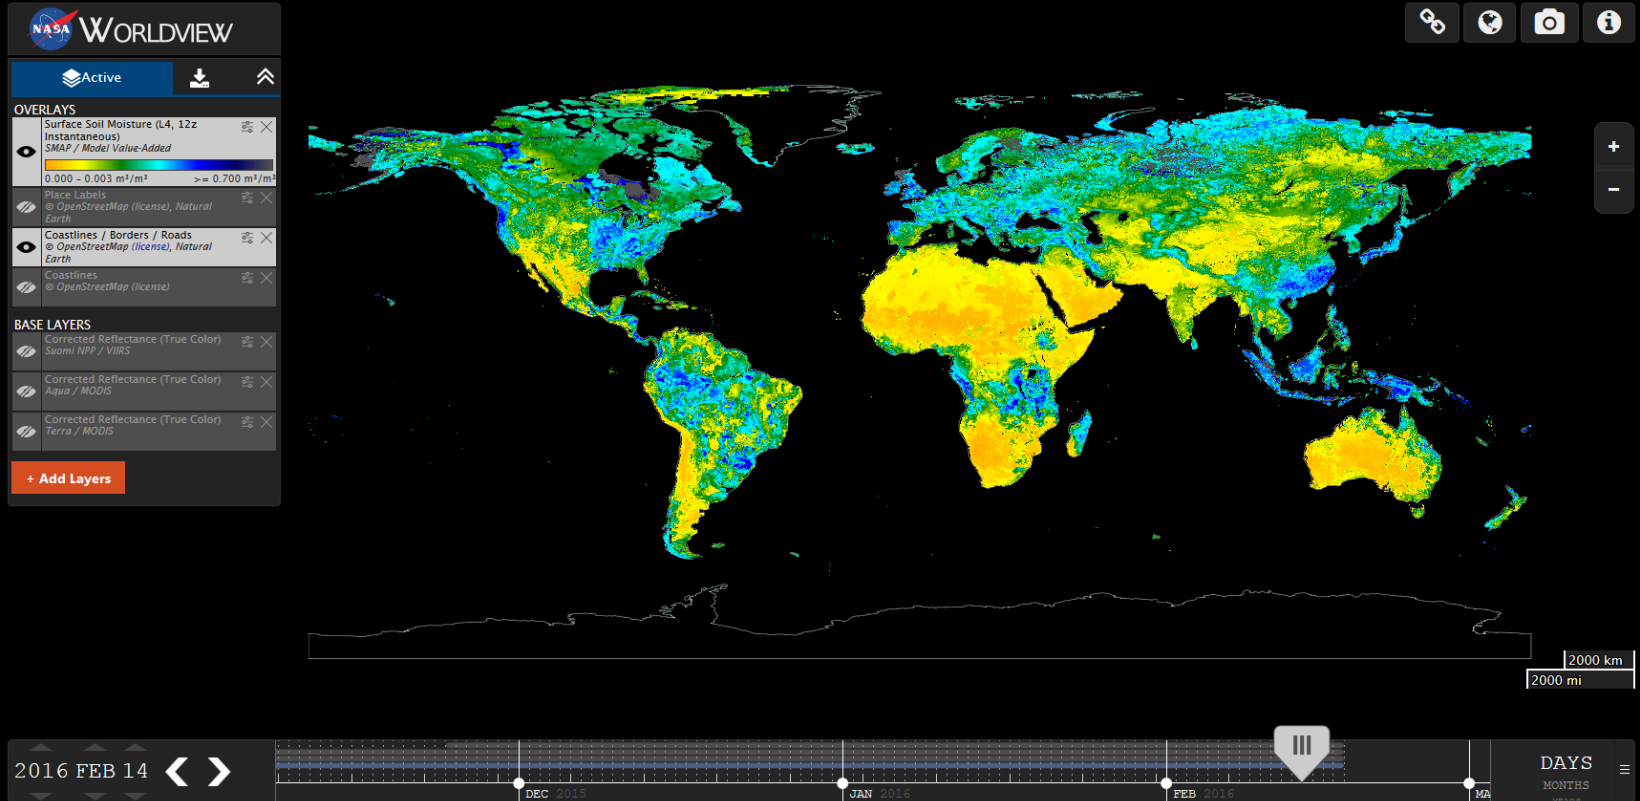 NASA WORLDVIEW
Active
OVERLAYS
Surface Soil Moisture (L4, 12z
Instantaneous)
SMAP / Model Value-Added
0.000 – 0.003 m³/m³ >= 0.700 m³/m³
Place Labels
© OpenStreetMap (license), Natural
Earth
Coastlines / Borders / Roads
© OpenStreetMap (license), Natural
Earth
Coastlines
© OpenStreetMap (license)
BASE LAYERS
Corrected Reflectance (True Color)
Suomi NPP / VIIRS
Corrected Reflectance (True Color)
Aqua / MODIS
Corrected Reflectance (True Color)
Terra / MODIS
+ Add Layers
+
−
2000 km
2000 mi
2016 FEB 14
DEC 2015
JAN 2016
FEB 2016
MA
DAYS
MONTHS